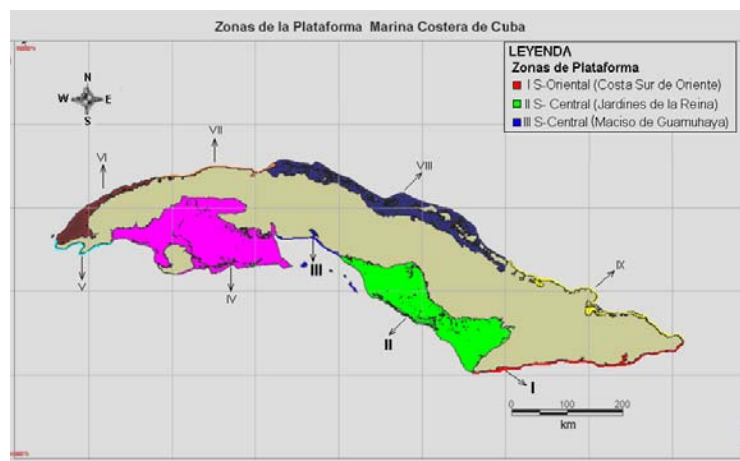 Zonas de la Plataforma Marina Costera de Cuba
LEYENDA
Zonas de Plataforma
I S-Oriental (Costa Sur de Oriente)
II S- Central (Jardines de la Reina)
III S-Central (Maciso de Guamuhaya)
N
W E
S
VII
VI
VIII
IX
III
V
IV
II
I
0 100 200
km